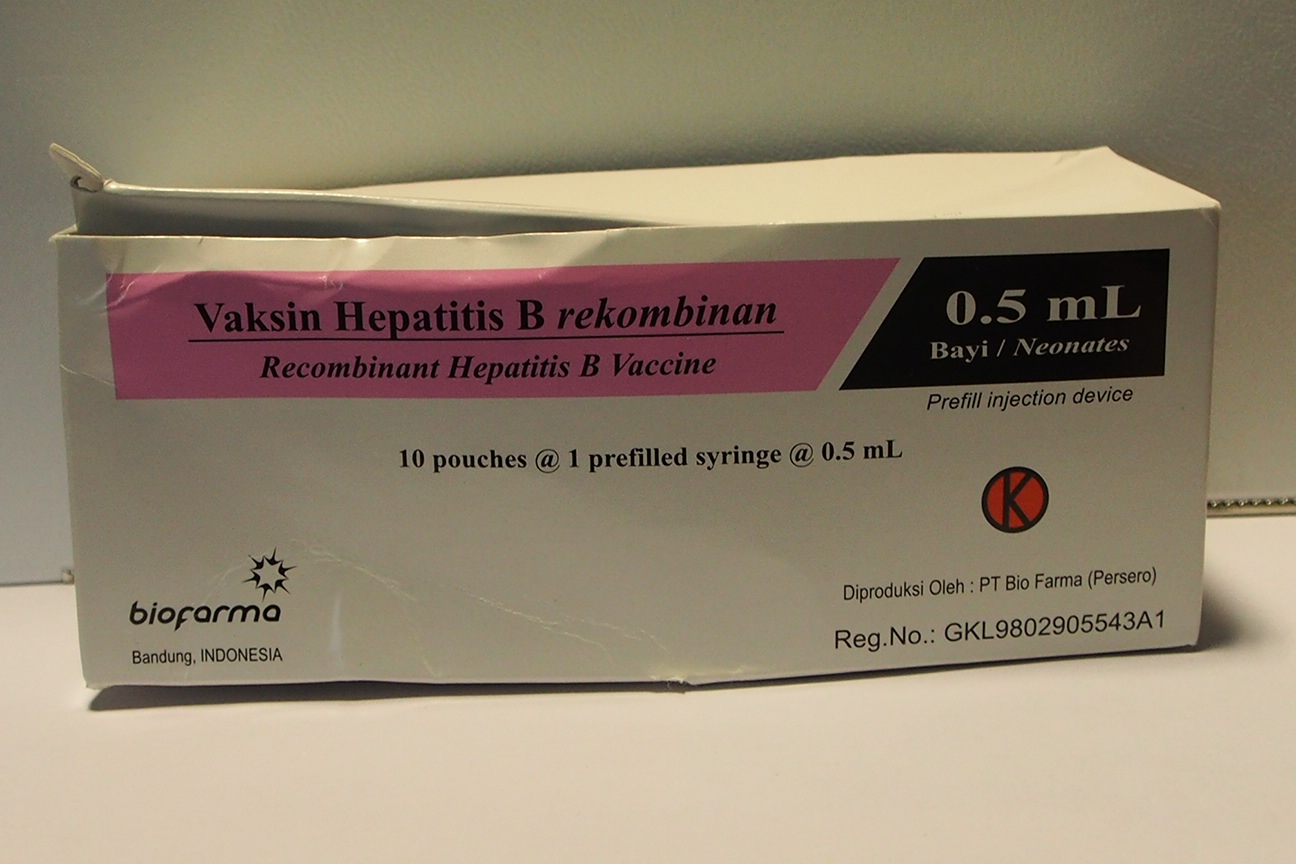 Vaksin Hepatitis B rekombinan
Recombinant Hepatitis B Vaccine
0.5 mL
Bayi / Neonates
Prefill injection device
10 pouches @ 1 prefilled syringe @ 0.5 mL
K
biofarma
Bandung, INDONESIA
Diproduksi Oleh : PT Bio Farma (Persero)
Reg.No.: GKL9802905543A1